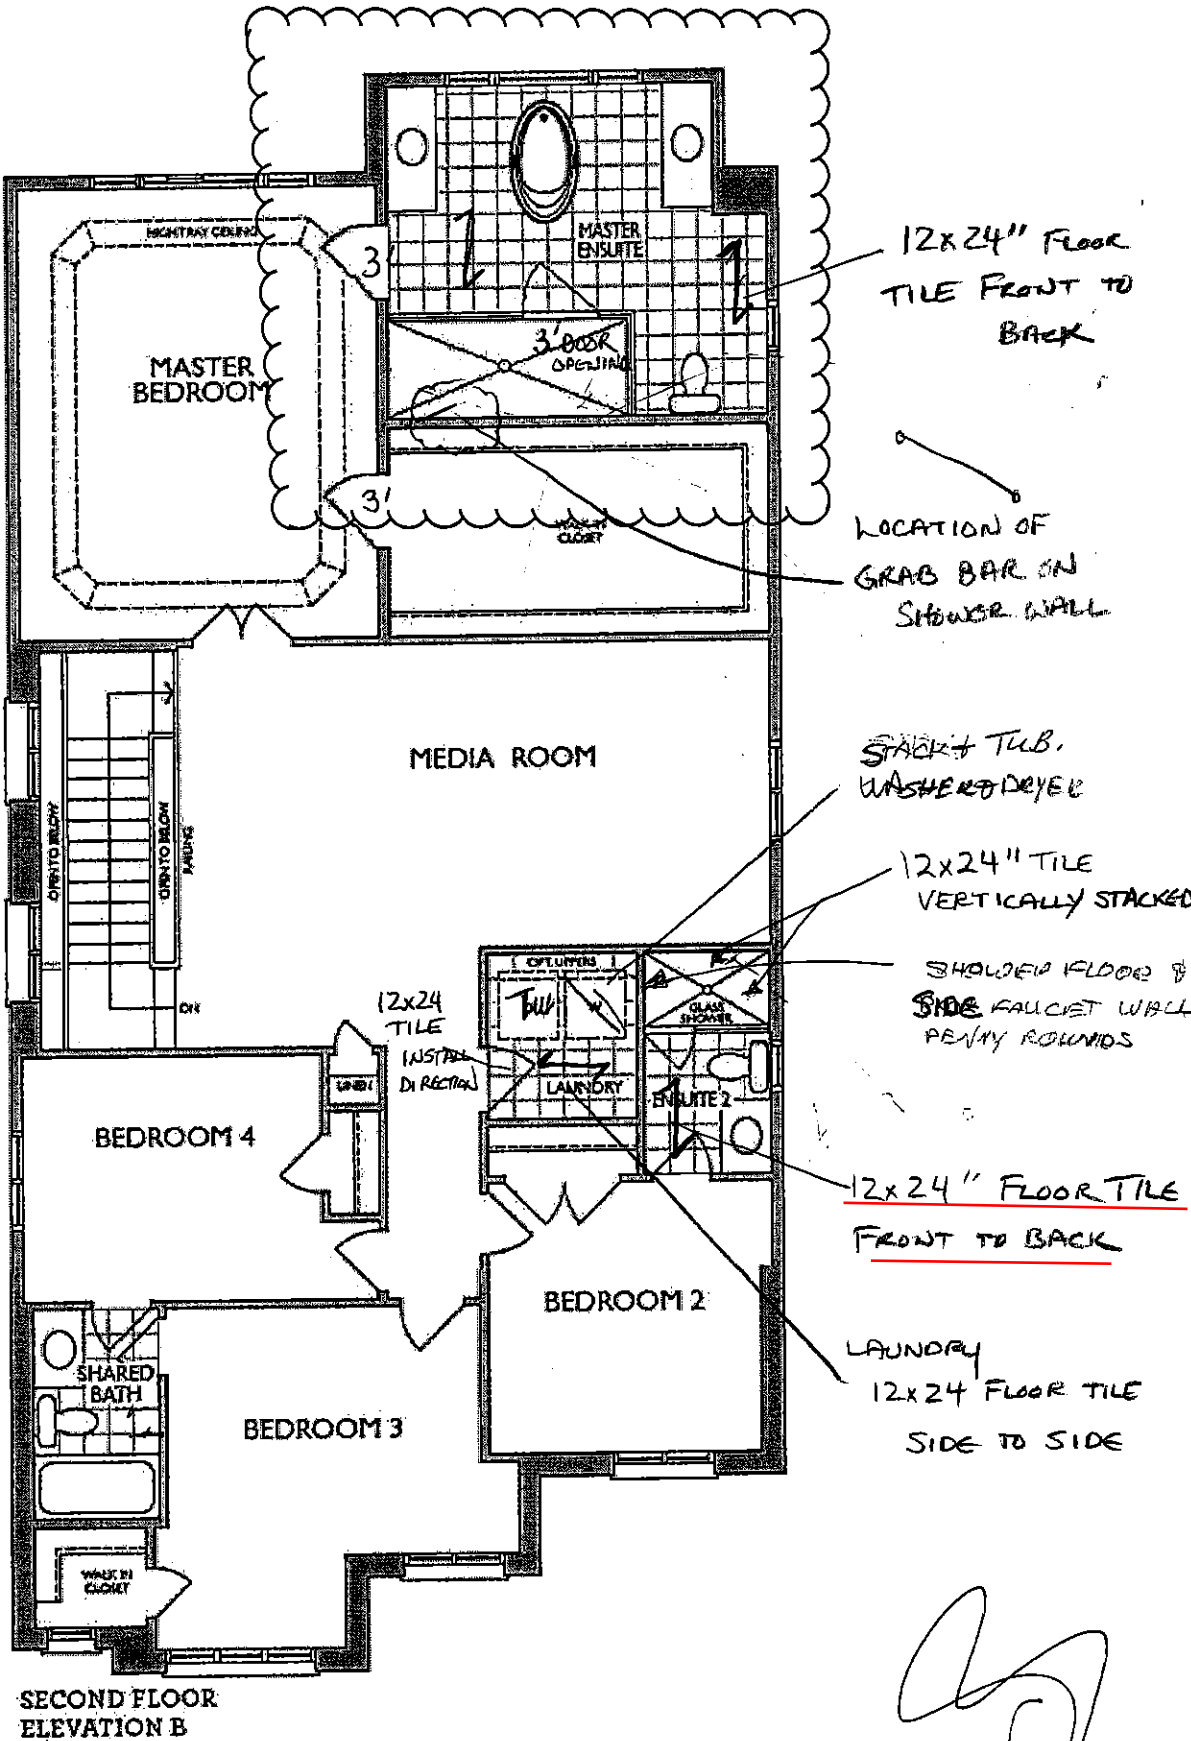 HIGH TRAY CEILING
MASTER
BEDROOM
3'
MASTER
ENSUITE
3' DOOR
OPENING
3'
WALK IN
CLOSET
12x24" FLOOR
TILE FRONT TO
BACK
LOCATION OF
GRAB BAR ON
SHOWER WALL
MEDIA ROOM
OPEN TO BELOW
OPEN TO BELOW
RAILING
DN
STACK & TUB.
WASHER & DRYER
12x24" TILE
VERTICALLY STACKED
SHOWER FLOOR &
SIDE FAUCET WALL
PENNY ROUNDS
OPT. UPPERS
TUB
W
GLASS
SHOWER
12x24
TILE
INSTALL
DIRECTION
LAUNDRY
ENSUITE 2
LINEN
BEDROOM 4
12x24" FLOOR TILE
FRONT TO BACK
BEDROOM 2
LAUNDRY
12x24 FLOOR TILE
SIDE TO SIDE
SHARED
BATH
BEDROOM 3
WALK IN
CLOSET
SECOND FLOOR
ELEVATION B